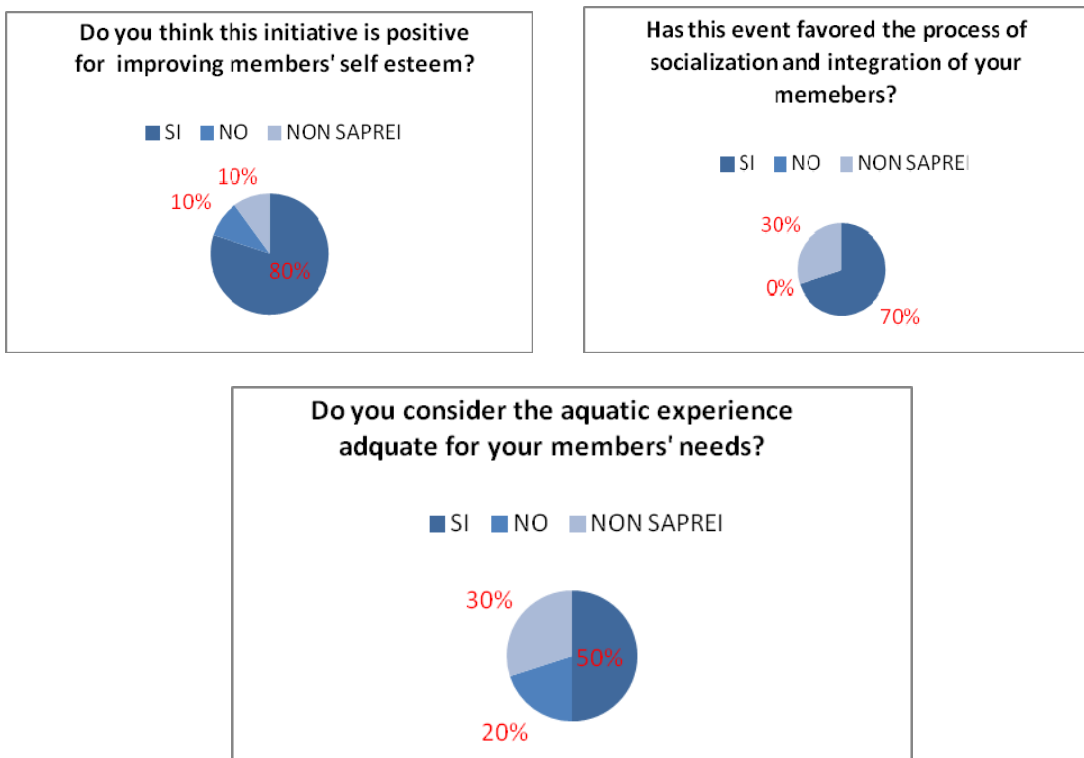 Do you think this initiative is positive
for improving members' self esteem?
SI NO NON SAPREI
10%
10%
80%
Has this event favored the process of
socialization and integration of your
memebers?
SI NO NON SAPREI
30%
0%
70%
Do you consider the aquatic experience
adquate for your members' needs?
SI NO NON SAPREI
30%
50%
20%